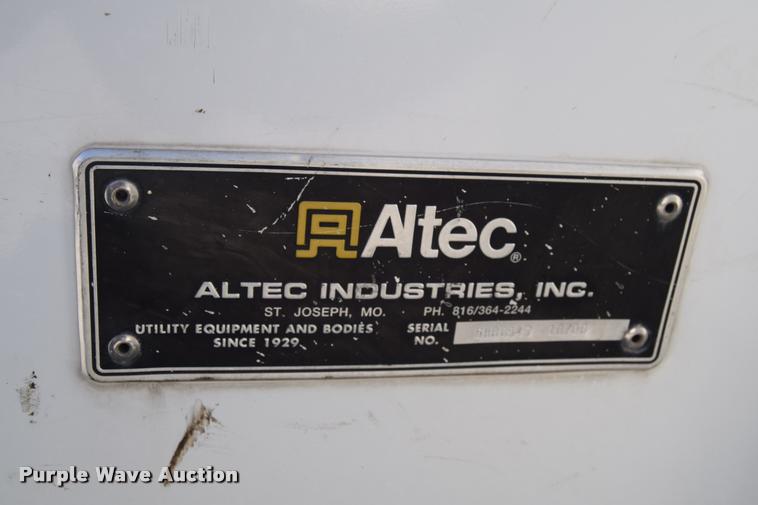 Altec®
ALTEC INDUSTRIES, INC.
ST. JOSEPH, MO. PH. 816/364-2244
UTILITY EQUIPMENT AND BODIES
SINCE 1929
SERIAL
NO.
Purple Wave Auction